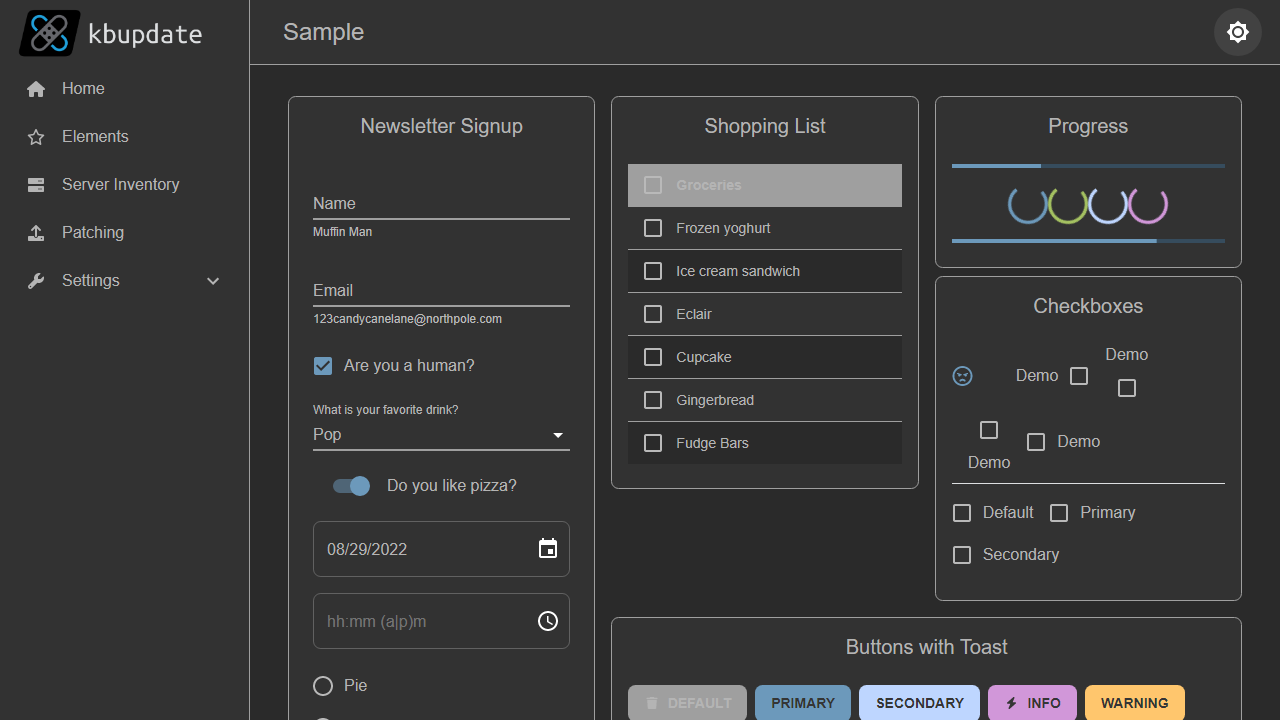 kbupdate
Sample
Home
Elements
Server Inventory
Patching
Settings
Newsletter Signup
Name
Muffin Man
Email
123candycanelane@northpole.com
Are you a human?
What is your favorite drink?
Pop
Do you like pizza?
08/29/2022
hh:mm (a|p)m
Pie
Shopping List
Groceries
Frozen yoghurt
Ice cream sandwich
Eclair
Cupcake
Gingerbread
Fudge Bars
Progress
Checkboxes
Demo
Demo
Demo
Demo
Default Primary
Secondary
Buttons with Toast
DEFAULT PRIMARY SECONDARY INFO WARNING